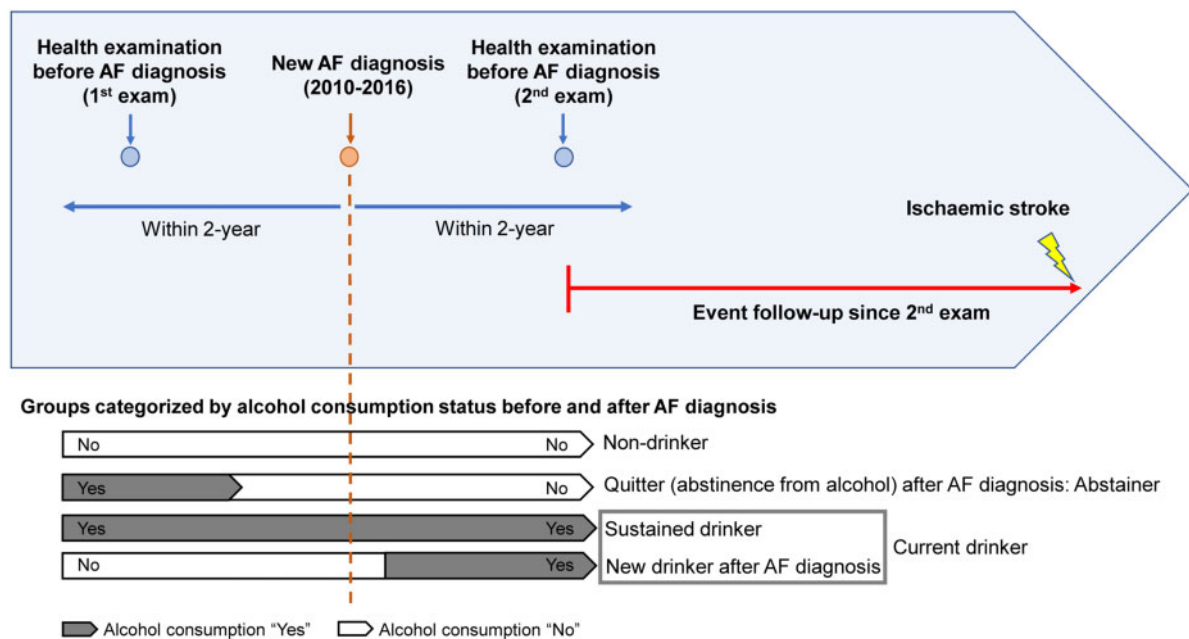 Health examination
before AF diagnosis
(1st exam)
New AF diagnosis
(2010-2016)
Health examination
before AF diagnosis
(2nd exam)
Within 2-year
Within 2-year
Ischaemic stroke
Event follow-up since 2nd exam
Groups categorized by alcohol consumption status before and after AF diagnosis
No No Non-drinker
Yes No Quitter (abstinence from alcohol) after AF diagnosis: Abstainer
Yes Yes Sustained drinker
Current drinker
No Yes New drinker after AF diagnosis
Alcohol consumption “Yes” Alcohol consumption “No”